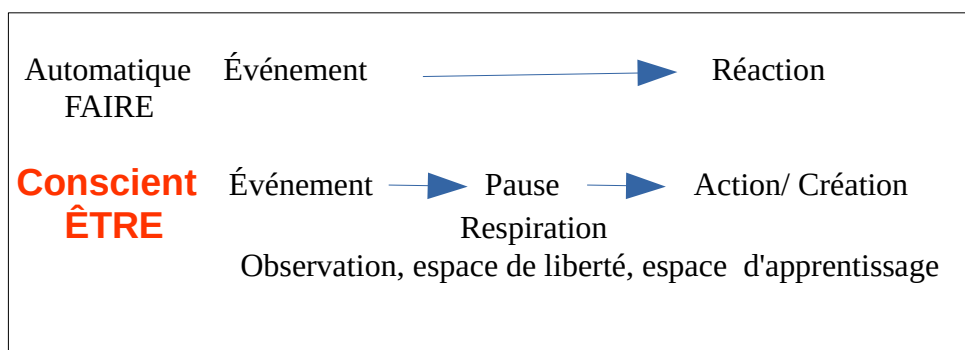 Automatique Événement Réaction
FAIRE
Conscient Événement Pause Action/ Création
ÊTRE Respiration
Observation, espace de liberté, espace d'apprentissage